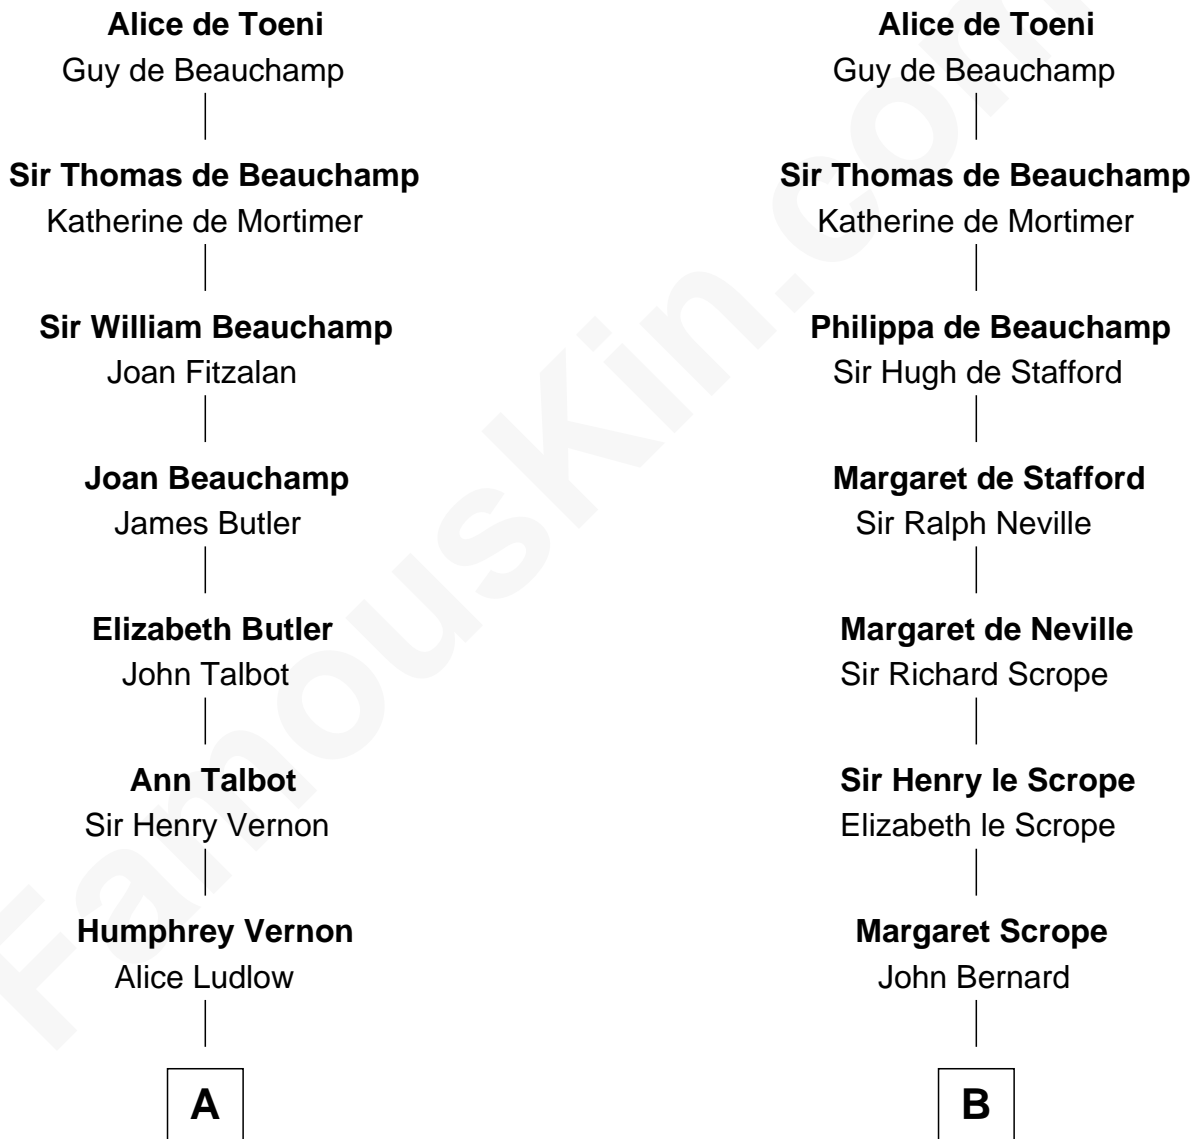 Alice de Toeni
Guy de Beauchamp
Sir Thomas de Beauchamp
Katherine de Mortimer
Sir William Beauchamp
Joan Fitzalan
Joan Beauchamp
James Butler
Elizabeth Butler
John Talbot
Ann Talbot
Sir Henry Vernon
Humphrey Vernon
Alice Ludlow
A
Alice de Toeni
Guy de Beauchamp
Sir Thomas de Beauchamp
Katherine de Mortimer
Philippa de Beauchamp
Sir Hugh de Stafford
Margaret de Stafford
Sir Ralph Neville
Margaret de Neville
Sir Richard Scrope
Sir Henry le Scrope
Elizabeth le Scrope
Margaret Scrope
John Bernard
B
FamousKin.com